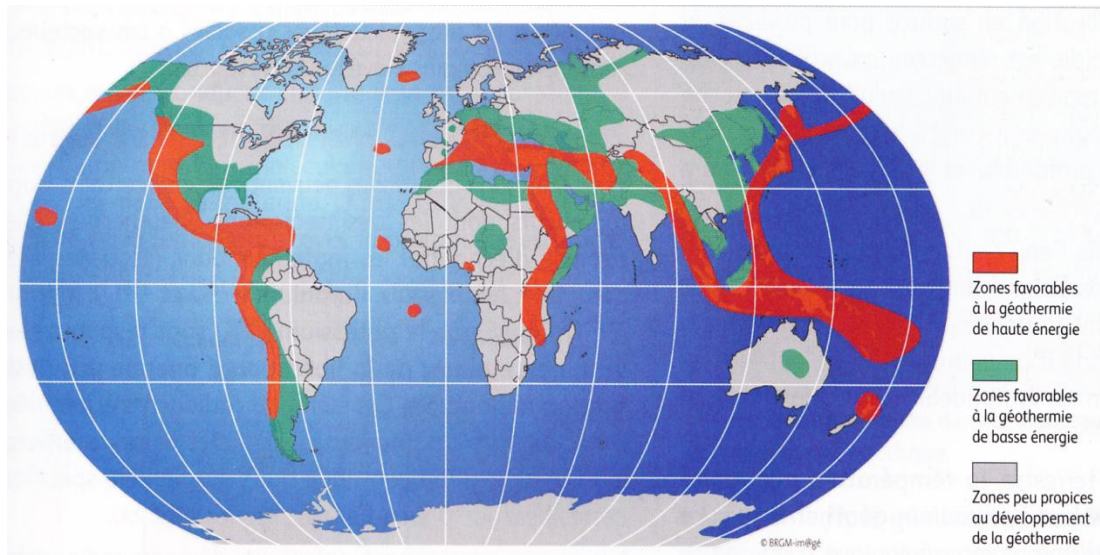 Zones favorables
à la géothermie
de haute énergie
Zones favorables
à la géothermie
de basse énergie
Zones peu propices
au développement
de la géothermie
© BRGM-im@gé